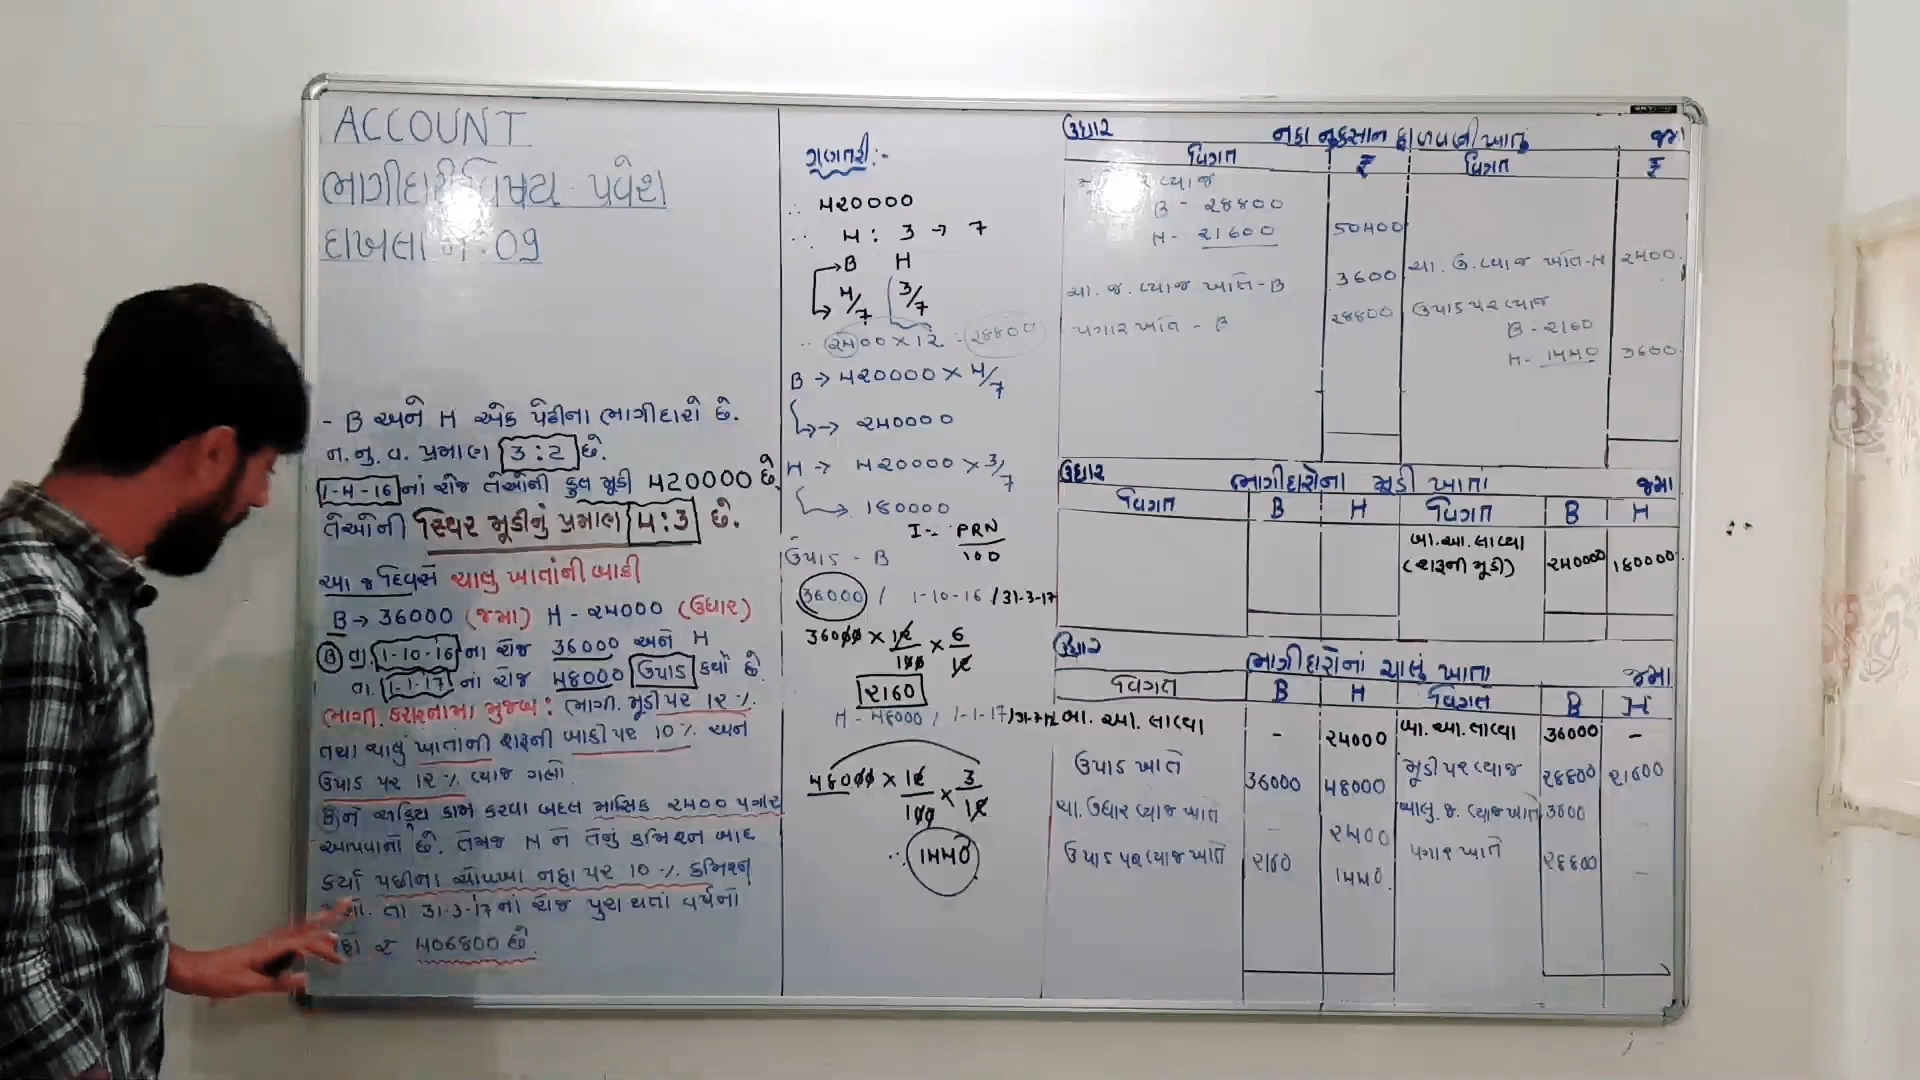 ACCOUNT
ભાગીદારી વિષય પ્રવેશ
દાખલા નં. 09
- B અને H એક પેઢીના ભાગીદારો છે.
ન.નુ.વ. પ્રમાણ 3:2 છે.
1-4-16 નાં રોજ તેઓની કુલ મૂડી 420000 છે
તેઓની સ્થિર મૂડીનું પ્રમાણ 4:3 છે.
આ જ દિવસે ચાલુ ખાતાંની બાકી
B → 36000 (જમા) H - 24000 (ઉધાર)
B તા. 1-10-16 ના રોજ 36000 અને H
તા. 1-1-17 નાં રોજ 48000 ઉપાડ કર્યો છે.
ભાગી. કરારનામા મુજબ: ભાગી. મૂડી પર 12%
તથા ચાલું ખાતાંની શરૂની બાકી પર 10% અને
ઉપાડ પર 12% વ્યાજ ગણો.
B ને સક્રિય કામ કરવા બદલ માસિક 2400 પગાર
આપવાનો છે. તેમજ H ને તેનું કમિશન બાદ
કર્યા પછીના ચોખ્ખા નફા પર 10% કમિશન
તા 31-3-17 નાં રોજ પુરા થતાં વર્ષનો
₹ 406800 છે.
ગણતરી:-
∴ 420000
∴ 4 : 3 → 7
B H
4/7 3/7
∴ 2400 × 12 = 28800
B → 420000 × 4/7
→ 240000
H → 420000 × 3/7
→ 180000
I = PRN/100
ઉપાડ - B
36000 / 1-10-16 / 31-3-17
36000 × 12/100 × 6/12
2160
H - 48000 / 1-1-17 /
48000 × 12/100 × 3/12
∴ 1440
ઉધાર નફા નુકસાન ફાળવણી ખાતું જમા
વિગત ₹ વિગત ₹
વ્યાજ
B - 28800
H - 21600 50400
ચા. ઉ. વ્યાજ ખાતે-H 2400
ચા. જ. વ્યાજ ખાતે-B 3600
ઉપાડ પર વ્યાજ
પગાર ખાતે - B 28800
B - 2160
H - 1440 3600
ઉધાર ભાગીદારોના મૂડી ખાતા જમા
વિગત B H વિગત B H
બા.આ.લાવ્યા
(શરૂની મૂડી) 240000 180000
ઉધાર ભાગીદારોનાં ચાલું ખાતા જમા
વિગત B H વિગત B H
બા. આ. લાવ્યા - 24000 બા.આ.લાવ્યા 36000 -
ઉપાડ ખાતે 36000 48000 મૂડી પર વ્યાજ 28800 21600
ચા. ઉધાર વ્યાજ ખાતે - 2400 ચાલુ. જ. વ્યાજ ખાતે 3600
ઉપાડ પર વ્યાજ ખાતે 2160 1440 પગાર ખાતે 28800 -